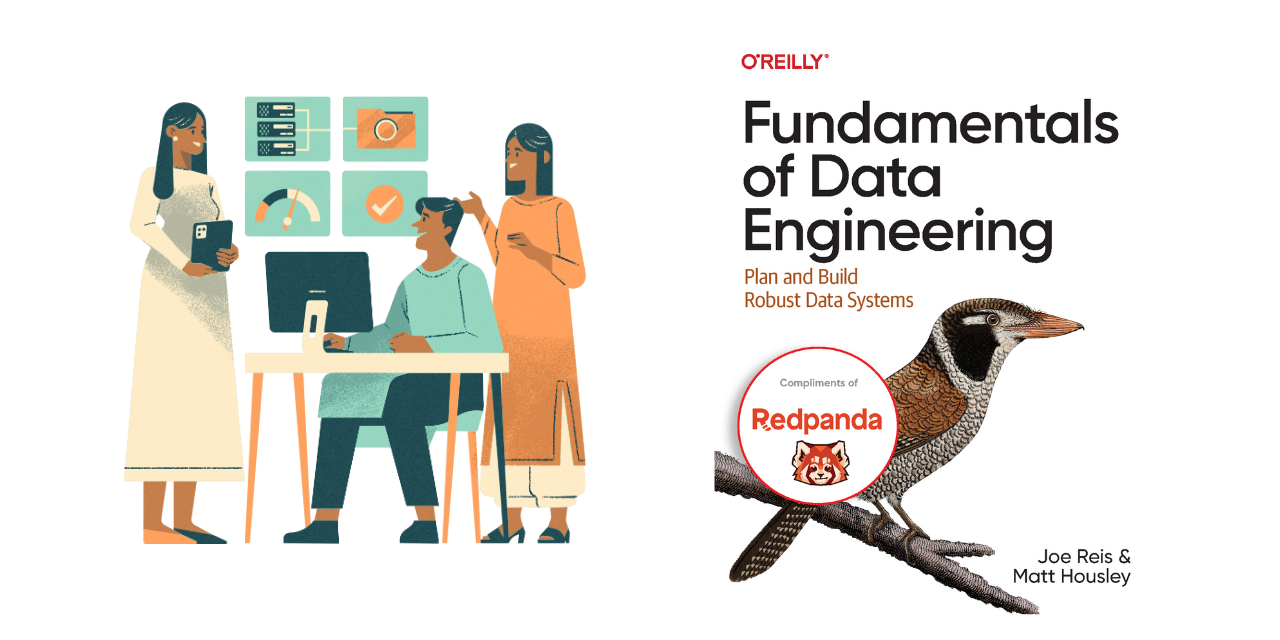 O'REILLY®
Fundamentals
of Data
Engineering
Plan and Build
Robust Data Systems
Compliments of
Redpanda
Joe Reis &
Matt Housley